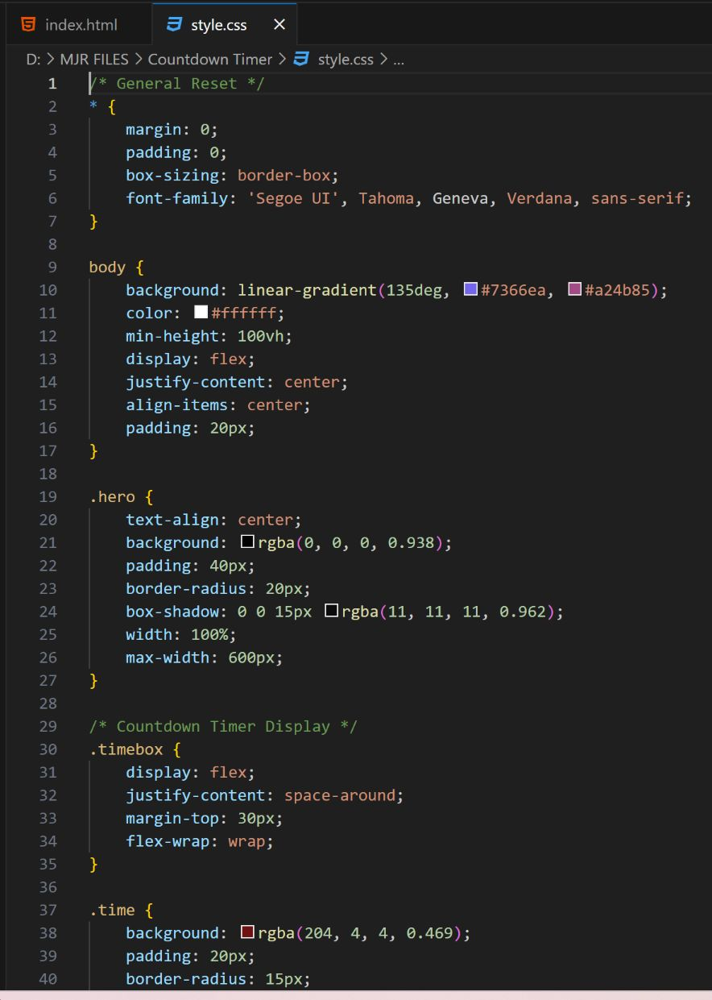 index.html style.css
D: > MJR FILES > Countdown Timer > style.css > ...
1 /* General Reset */
2 * {
3     margin: 0;
4     padding: 0;
5     box-sizing: border-box;
6     font-family: 'Segoe UI', Tahoma, Geneva, Verdana, sans-serif;
7 }
8
9 body {
10     background: linear-gradient(135deg, #7366ea, #a24b85);
11     color: #ffffff;
12     min-height: 100vh;
13     display: flex;
14     justify-content: center;
15     align-items: center;
16     padding: 20px;
17 }
18
19 .hero {
20     text-align: center;
21     background: rgba(0, 0, 0, 0.938);
22     padding: 40px;
23     border-radius: 20px;
24     box-shadow: 0 0 15px rgba(11, 11, 11, 0.962);
25     width: 100%;
26     max-width: 600px;
27 }
28
29 /* Countdown Timer Display */
30 .timebox {
31     display: flex;
32     justify-content: space-around;
33     margin-top: 30px;
34     flex-wrap: wrap;
35 }
36
37 .time {
38     background: rgba(204, 4, 4, 0.469);
39     padding: 20px;
40     border-radius: 15px;